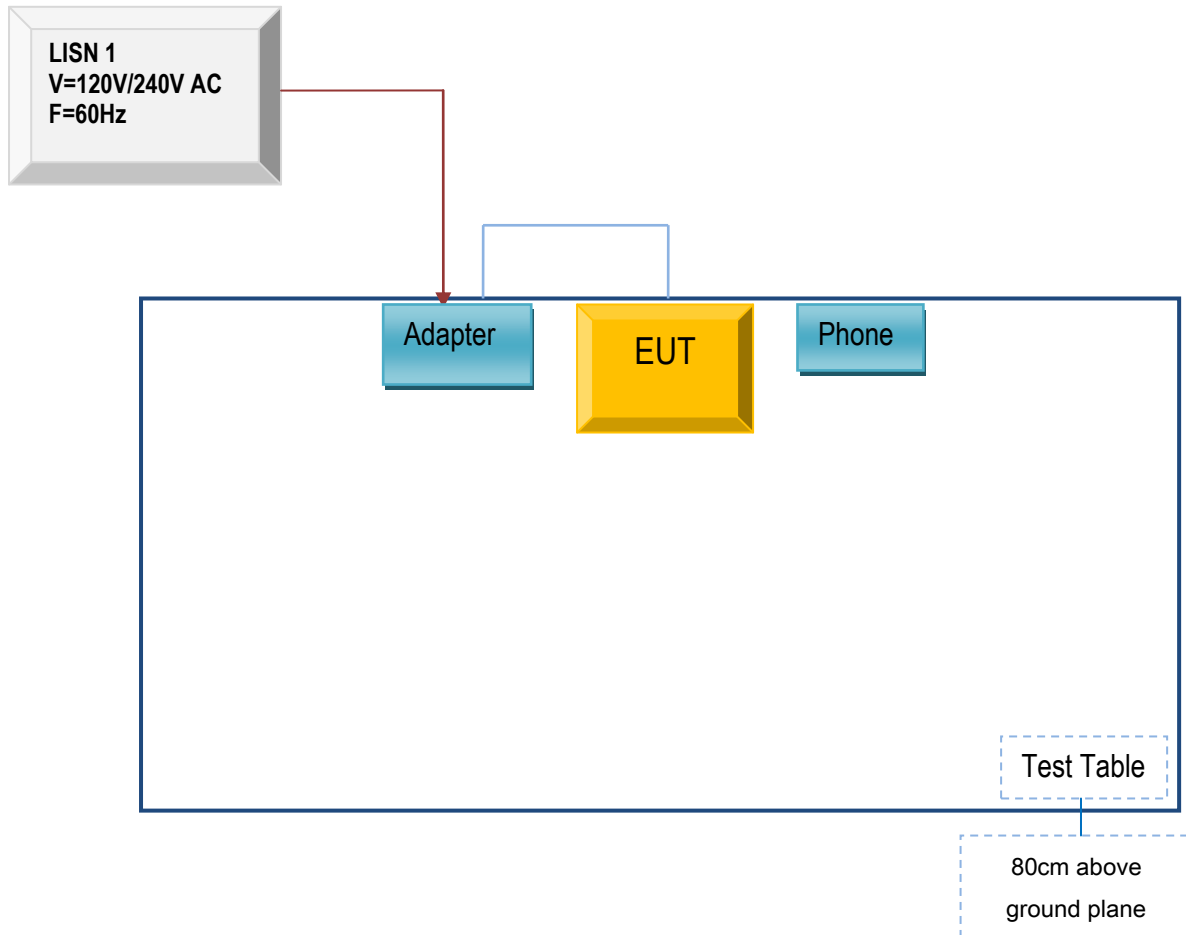 LISN 1
V=120V/240V AC
F=60Hz
Adapter
EUT
Phone
Test Table
80cm above
ground plane